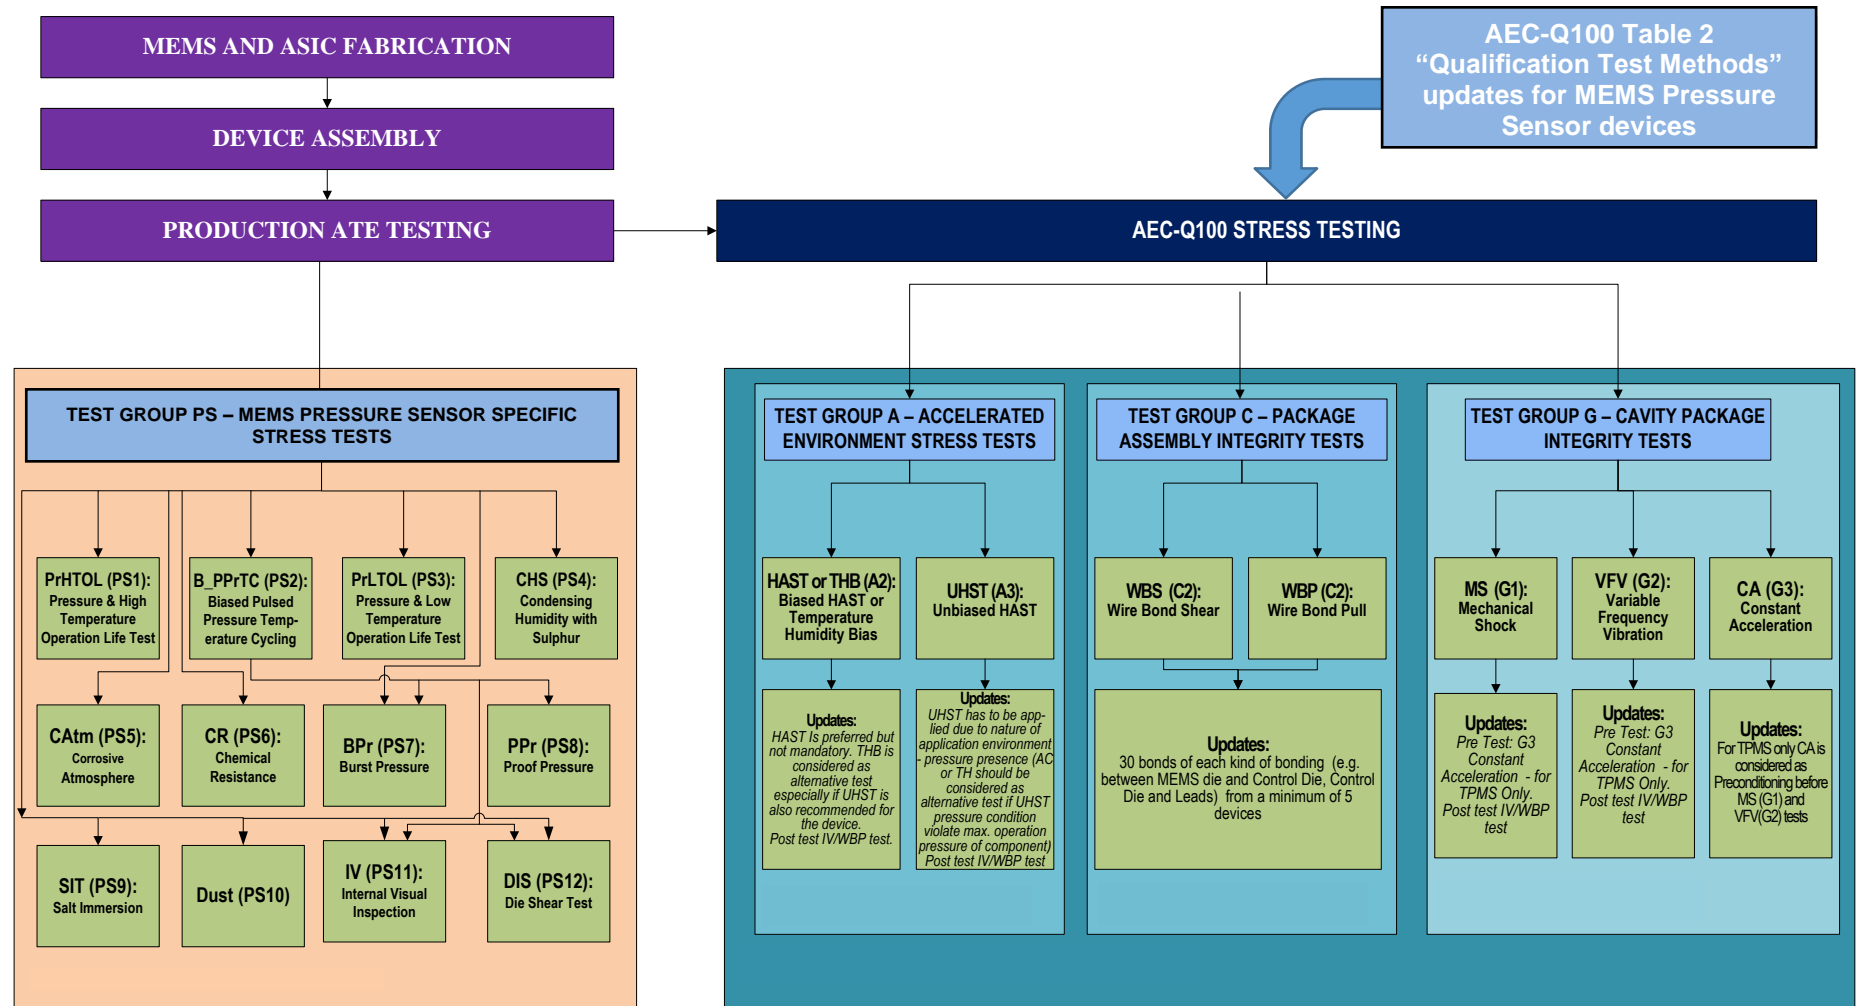 MEMS AND ASIC FABRICATION
DEVICE ASSEMBLY
PRODUCTION ATE TESTING
AEC-Q100 Table 2
“Qualification Test Methods”
updates for MEMS Pressure
Sensor devices
AEC-Q100 STRESS TESTING
TEST GROUP PS – MEMS PRESSURE SENSOR SPECIFIC
STRESS TESTS
PrHTOL (PS1):
Pressure & High
Temperature
Operation Life Test
B_PPrTC (PS2):
Biased Pulsed
Pressure Temp-
erature Cycling
PrLTOL (PS3):
Pressure & Low
Temperature
Operation Life Test
CHS (PS4):
Condensing
Humidity with
Sulphur
CAtm (PS5):
Corrosive
Atmosphere
CR (PS6):
Chemical
Resistance
BPr (PS7):
Burst Pressure
PPr (PS8):
Proof Pressure
SIT (PS9):
Salt Immersion
Dust (PS10)
IV (PS11):
Internal Visual
Inspection
DIS (PS12):
Die Shear Test
TEST GROUP A – ACCELERATED
ENVIRONMENT STRESS TESTS
HAST or THB (A2):
Biased HAST or
Temperature
Humidity Bias
UHST (A3):
Unbiased HAST
Updates:
HAST Is preferred but
not mandatory. THB is
considered as
alternative test
especially if UHST is
also recommended for
the device.
Post test IV/WBP test.
Updates:
UHST has to be app-
lied due to nature of
application environment
- pressure presence (AC
or TH should be
considered as
alternative test if UHST
pressure condition
violate max. operation
pressure of component)
Post test IV/WBP test
TEST GROUP C – PACKAGE
ASSEMBLY INTEGRITY TESTS
WBS (C2):
Wire Bond Shear
WBP (C2):
Wire Bond Pull
Updates:
30 bonds of each kind of bonding (e.g.
between MEMS die and Control Die, Control
Die and Leads) from a minimum of 5
devices
TEST GROUP G – CAVITY PACKAGE
INTEGRITY TESTS
MS (G1):
Mechanical
Shock
VFV (G2):
Variable
Frequency
Vibration
CA (G3):
Constant
Acceleration
Updates:
Pre Test: G3
Constant
Acceleration - for
TPMS Only.
Post test IV/WBP
test
Updates:
Pre Test: G3
Constant
Acceleration - for
TPMS Only.
Post test IV/WBP
test
Updates:
For TPMS only CA is
considered as
Preconditioning before
MS (G1) and
VFV(G2) tests